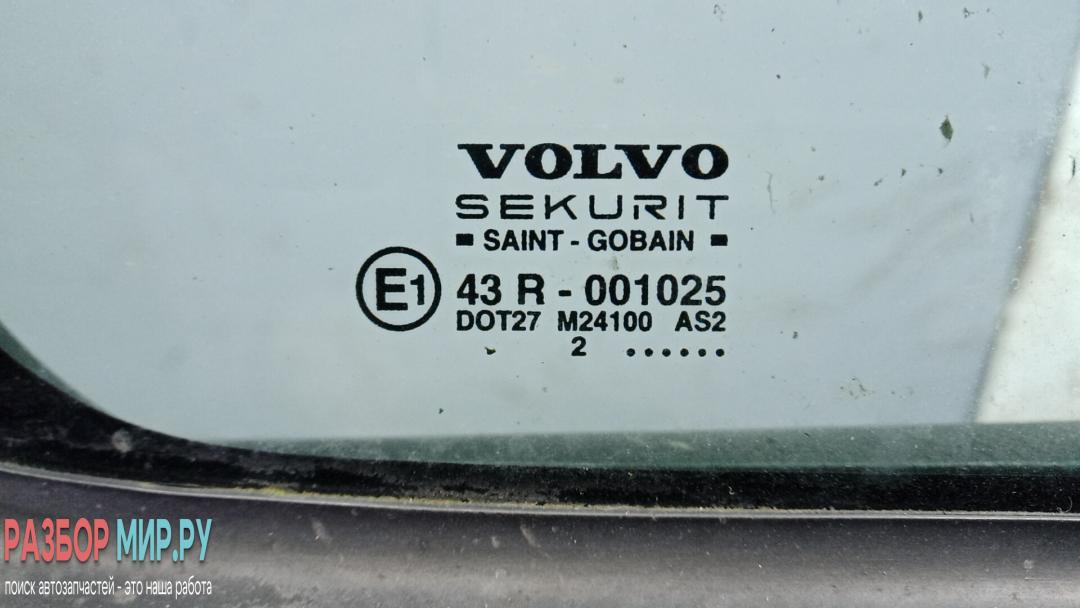 VOLVO
SEKURIT
SAINT - GOBAIN
E1 43 R - 001025
DOT27 M24100 AS2
2 ......
РАЗБОР МИР.РУ
поиск автозапчастей - это наша работа